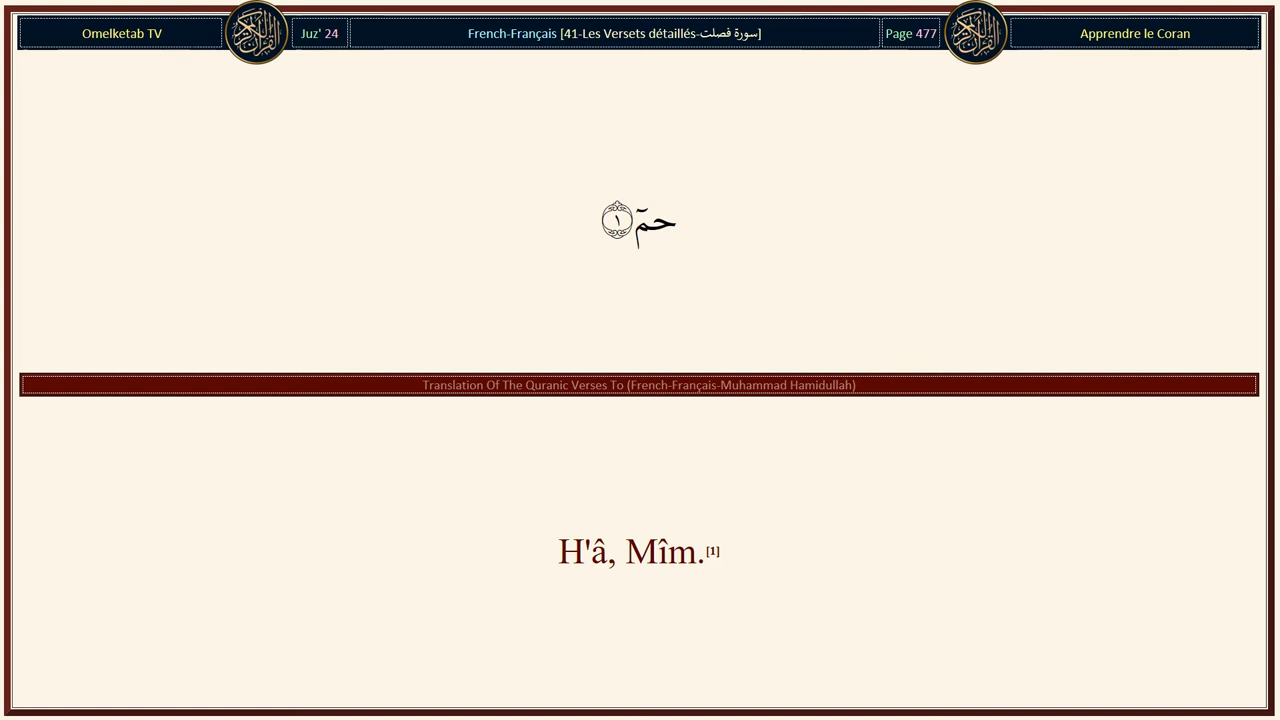 Omelketab TV
Juz' 24
French-Français [41-Les Versets détaillés-سورة فصلت]
Page 477
Apprendre le Coran
حمٓ ١
Translation Of The Quranic Verses To (French-Français-Muhammad Hamidullah)
H'â, Mîm.[1]